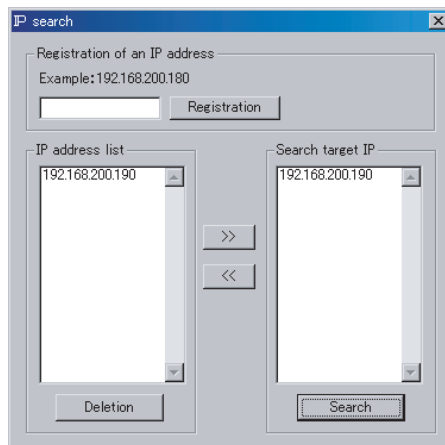 IP search
Registration of an IP address
Example:192.168.200.180
Registration
IP address list
Search target IP
192.168.200.190
192.168.200.190
>>
<<
Deletion
Search